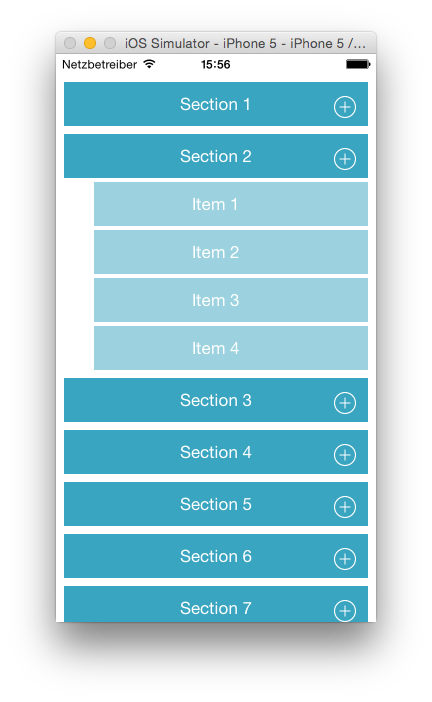 iOS Simulator - iPhone 5 - iPhone 5 /...
Netzbetreiber 15:56
Section 1
Section 2
Item 1
Item 2
Item 3
Item 4
Section 3
Section 4
Section 5
Section 6
Section 7